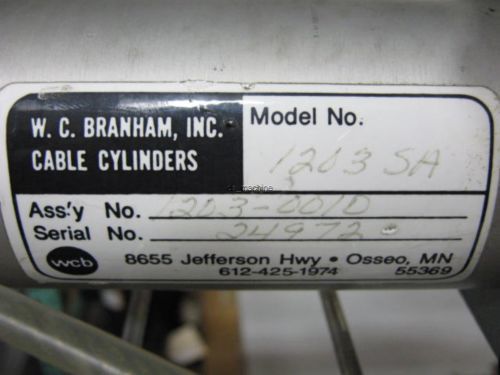 W. C. BRANHAM, INC.
CABLE CYLINDERS
Model No.
1203 SA
Ass'y No. 1203-0010
Serial No. 24972
wcb
8655 Jefferson Hwy • Osseo, MN
612-425-1974 55369